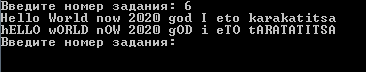 Введите номер задания: 6
Hello World now 2020 god I eto karakatitsa
hELLO wORLD nOW 2020 gOD i eTO tARATATITSA
Введите номер задания: